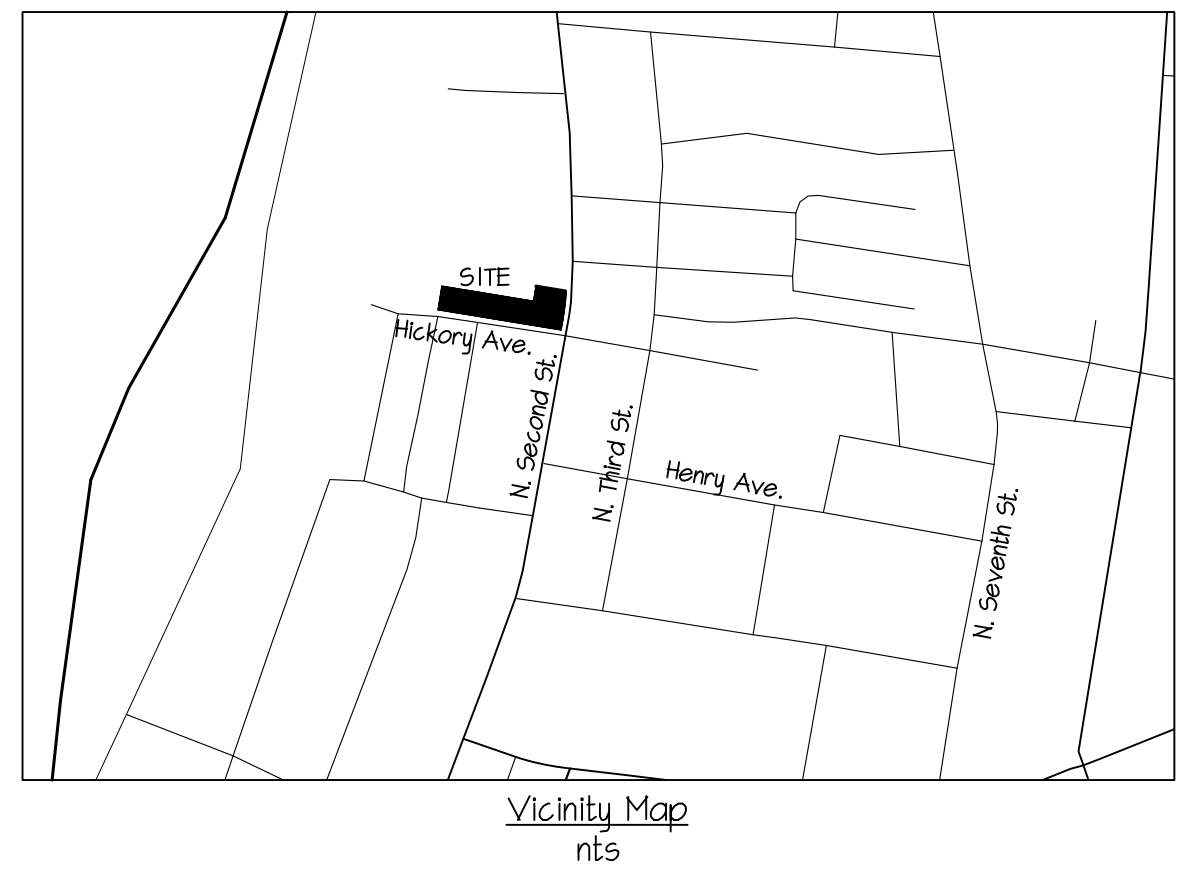 SITE
Hickory Ave.
N. Second St.
N. Third St.
Henry Ave.
N. Seventh St.
Vicinity Map
nts